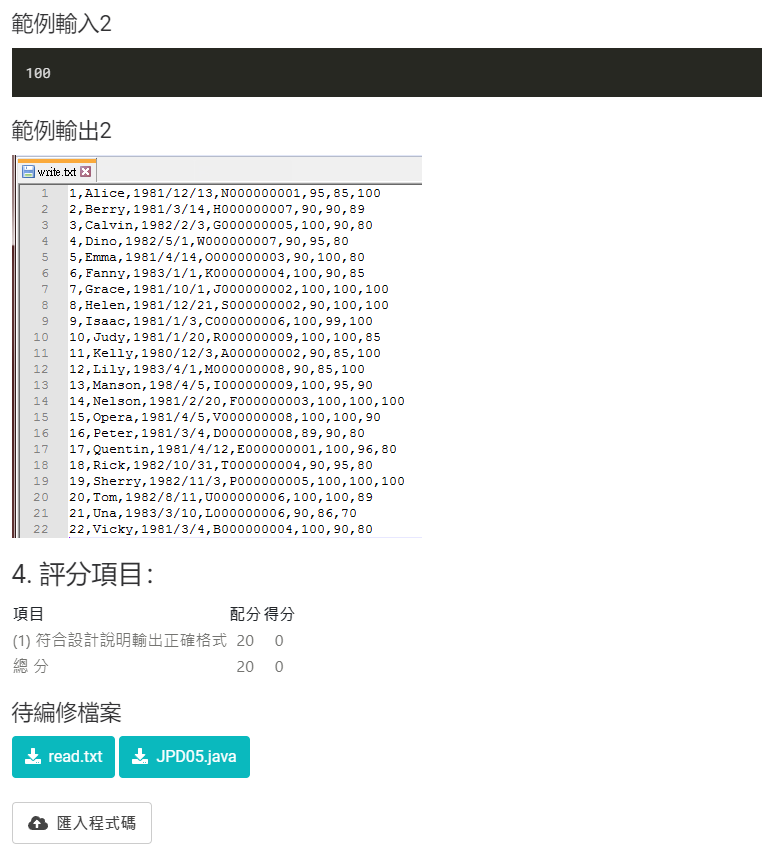 範例輸入2
100
範例輸出2
write.txt
1 1,Alice,1981/12/13,N000000001,95,85,100
2 2,Berry,1981/3/14,H000000007,90,90,89
3 3,Calvin,1982/2/3,G000000005,100,90,80
4 4,Dino,1982/5/1,W000000007,90,95,80
5 5,Emma,1981/4/14,O000000003,90,100,80
6 6,Fanny,1983/1/1,K000000004,100,90,85
7 7,Grace,1981/10/1,J000000002,100,100,100
8 8,Helen,1981/12/21,S000000002,90,100,100
9 9,Isaac,1981/1/3,C000000006,100,99,100
10 10,Judy,1981/1/20,R000000009,100,100,85
11 11,Kelly,1980/12/3,A000000002,90,85,100
12 12,Lily,1983/4/1,M000000008,90,85,100
13 13,Manson,198/4/5,I000000009,100,95,90
14 14,Nelson,1981/2/20,F000000003,100,100,100
15 15,Opera,1981/4/5,V000000008,100,100,90
16 16,Peter,1981/3/4,D000000008,89,90,80
17 17,Quentin,1981/4/12,E000000001,100,96,80
18 18,Rick,1982/10/31,T000000004,90,95,80
19 19,Sherry,1982/11/3,P000000005,100,100,100
20 20,Tom,1982/8/11,U000000006,100,100,89
21 21,Una,1983/3/10,L000000006,90,86,70
22 22,Vicky,1981/3/4,B000000004,100,90,80
4. 評分項目：
項目 配分 得分
(1) 符合設計說明輸出正確格式 20 0
總 分 20 0
待編修檔案
read.txt JPD05.java
匯入程式碼